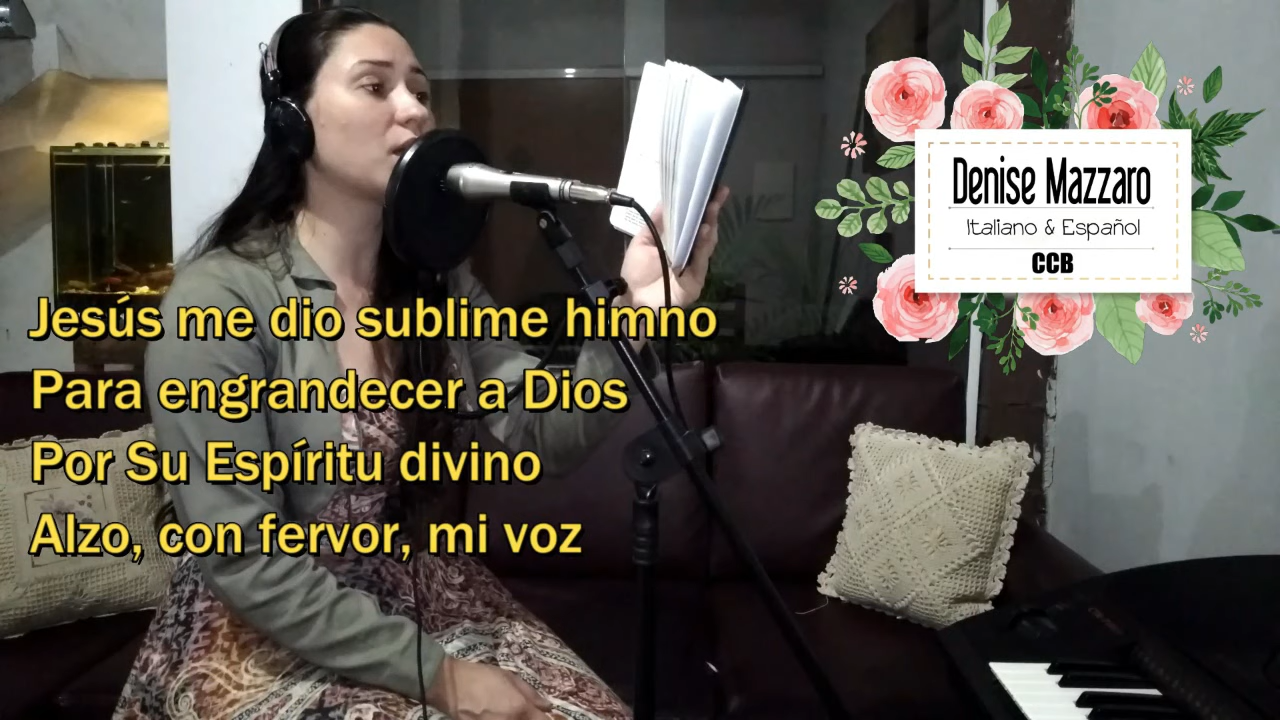 Jesús me dio sublime himno
Para engrandecer a Dios
Por Su Espíritu divino
Alzo, con fervor, mi voz
Denise Mazzaro
Italiano & Español
CCB